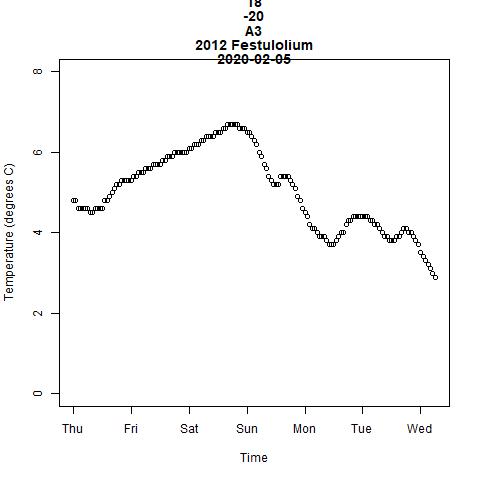 18
-20
A3
2012 Festulolium
2020-02-05
8
6
4
2
0
Temperature (degrees C)
Thu Fri Sat Sun Mon Tue Wed
Time